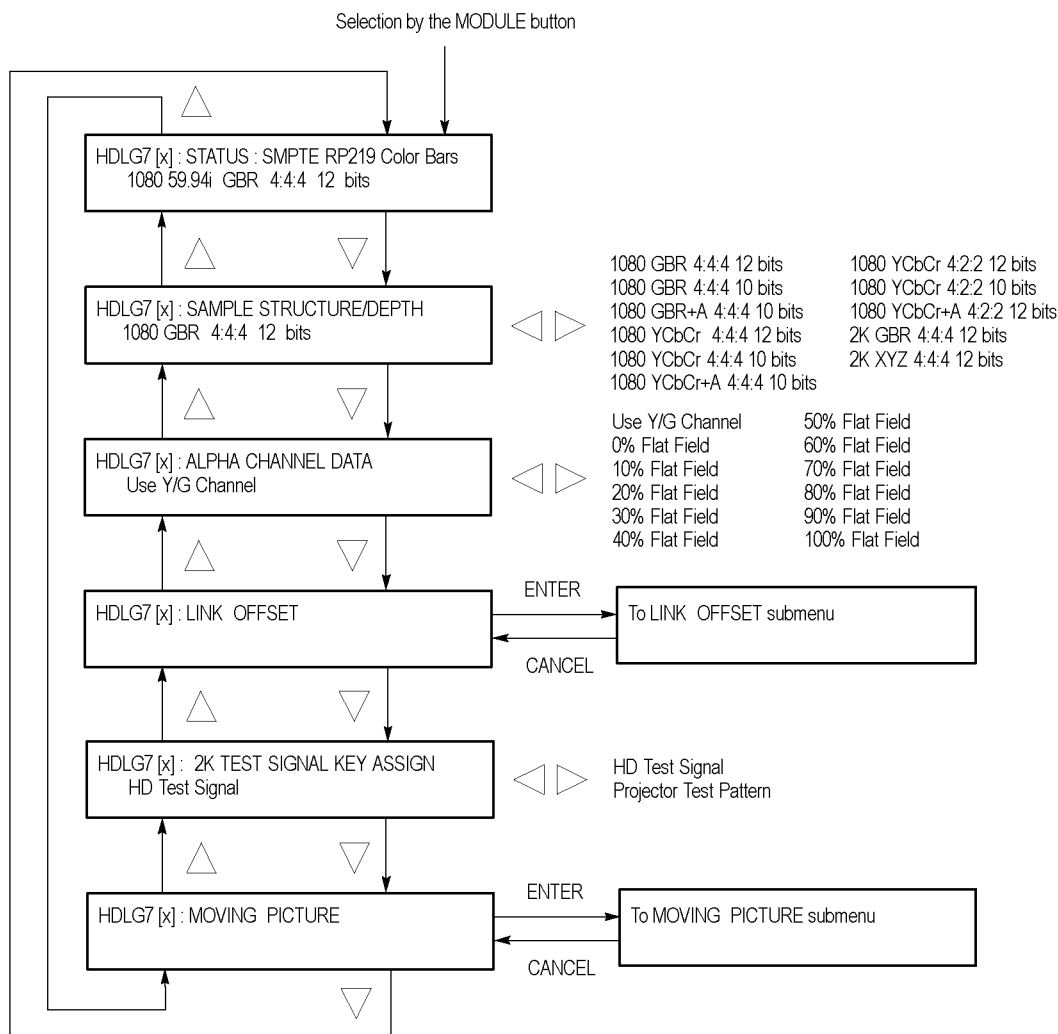 Selection by the MODULE button
HDLG7 [x] : STATUS : SMPTE RP219 Color Bars
1080 59.94i GBR 4:4:4 12 bits
HDLG7 [x] : SAMPLE STRUCTURE/DEPTH
1080 GBR 4:4:4 12 bits
1080 GBR 4:4:4 12 bits
1080 GBR 4:4:4 10 bits
1080 GBR+A 4:4:4 10 bits
1080 YCbCr 4:4:4 12 bits
1080 YCbCr 4:4:4 10 bits
1080 YCbCr+A 4:4:4 10 bits
1080 YCbCr 4:2:2 12 bits
1080 YCbCr 4:2:2 10 bits
1080 YCbCr+A 4:2:2 12 bits
2K GBR 4:4:4 12 bits
2K XYZ 4:4:4 12 bits
HDLG7 [x] : ALPHA CHANNEL DATA
Use Y/G Channel
Use Y/G Channel
0% Flat Field
10% Flat Field
20% Flat Field
30% Flat Field
40% Flat Field
50% Flat Field
60% Flat Field
70% Flat Field
80% Flat Field
90% Flat Field
100% Flat Field
HDLG7 [x] : LINK OFFSET
ENTER
To LINK OFFSET submenu
CANCEL
HDLG7 [x] : 2K TEST SIGNAL KEY ASSIGN
HD Test Signal
HD Test Signal
Projector Test Pattern
HDLG7 [x] : MOVING PICTURE
ENTER
To MOVING PICTURE submenu
CANCEL